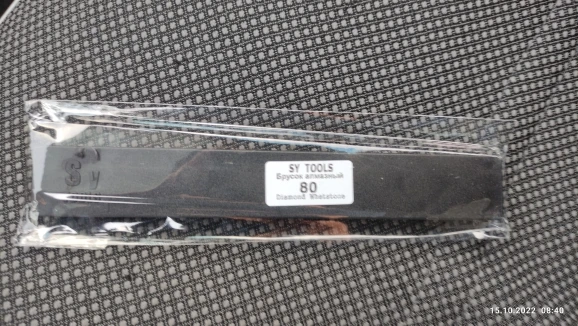 SY TOOLS
Брусок алмазный
80
Diamond Whetstone
15.10.2022 08:40